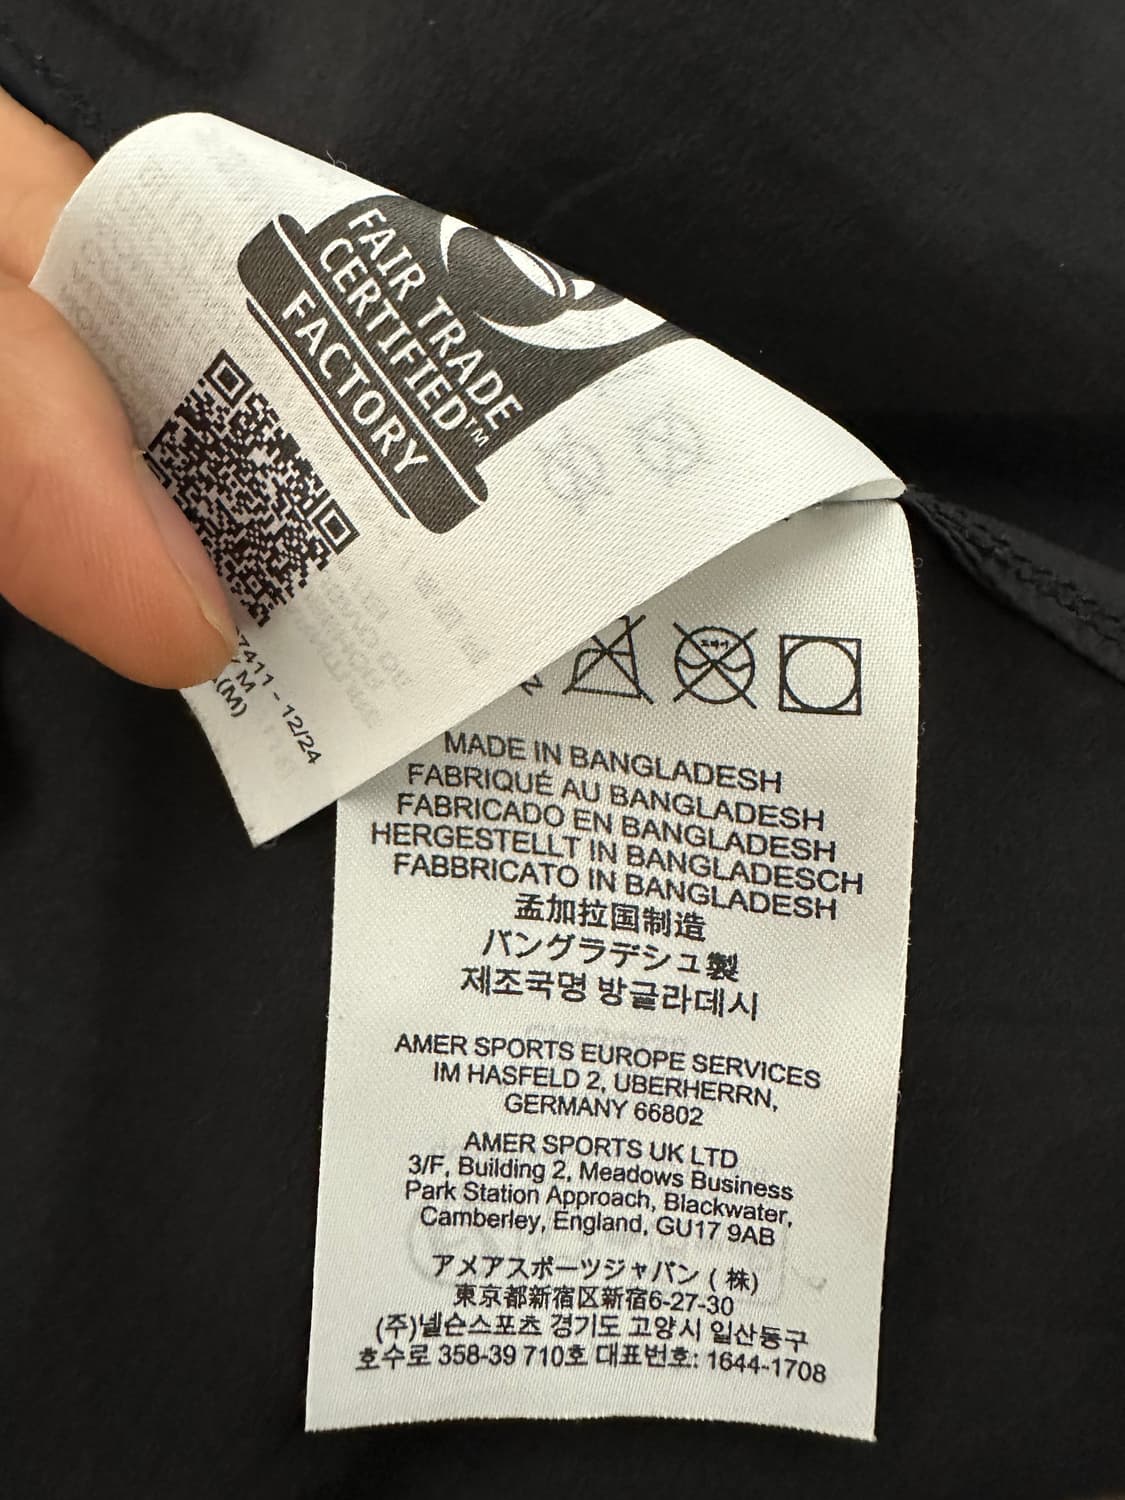 FAIR TRADE
CERTIFIED™
FACTORY
7411 - 12/24
M
(M)
드라이
MADE IN BANGLADESH
FABRIQUÉ AU BANGLADESH
FABRICADO EN BANGLADESH
HERGESTELLT IN BANGLADESCH
FABBRICATO IN BANGLADESH
孟加拉国制造
バングラデシュ製
제조국명 방글라데시
AMER SPORTS EUROPE SERVICES
IM HASFELD 2, UBERHERRN,
GERMANY 66802
AMER SPORTS UK LTD
3/F, Building 2, Meadows Business
Park Station Approach, Blackwater,
Camberley, England, GU17 9AB
アメアスポーツジャパン (株)
東京都新宿区新宿6-27-30
(주)넬슨스포츠 경기도 고양시 일산동구
호수로 358-39 710호 대표번호: 1644-1708